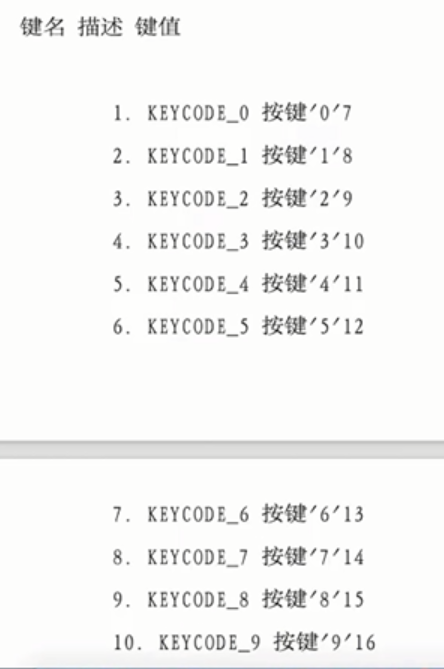 键名 描述 键值
1. KEYCODE_0 按键'0'7
2. KEYCODE_1 按键'1'8
3. KEYCODE_2 按键'2'9
4. KEYCODE_3 按键'3'10
5. KEYCODE_4 按键'4'11
6. KEYCODE_5 按键'5'12
7. KEYCODE_6 按键'6'13
8. KEYCODE_7 按键'7'14
9. KEYCODE_8 按键'8'15
10. KEYCODE_9 按键'9'16